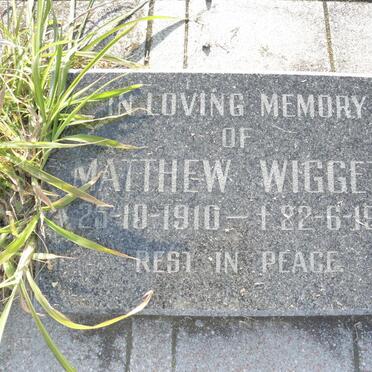 IN LOVING MEMORY
OF
MATTHEW WIGGE
25-10-1910 – † 22-6-19
REST IN PEACE